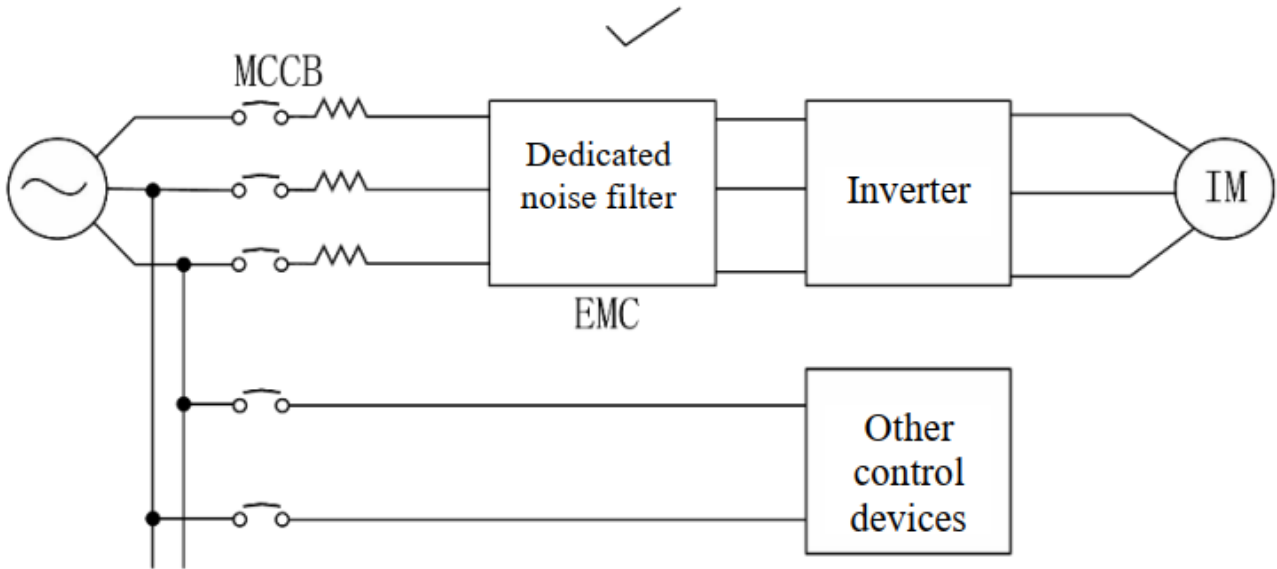 MCCB
Dedicated
noise filter
EMC
Inverter
IM
Other
control
devices